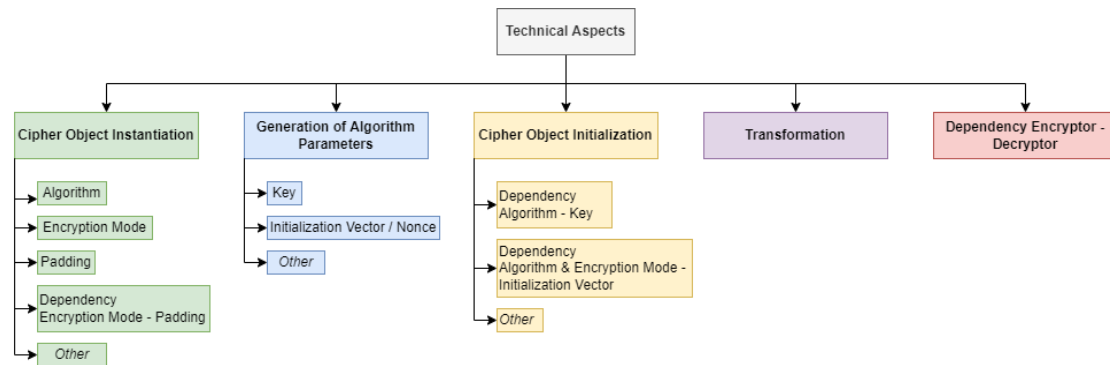 Technical Aspects
Cipher Object Instantiation
Generation of Algorithm
Parameters
Cipher Object Initialization
Transformation
Dependency Encryptor -
Decryptor
Algorithm
Encryption Mode
Padding
Dependency
Encryption Mode - Padding
Other
Key
Initialization Vector / Nonce
Other
Dependency
Algorithm - Key
Dependency
Algorithm & Encryption Mode -
Initialization Vector
Other